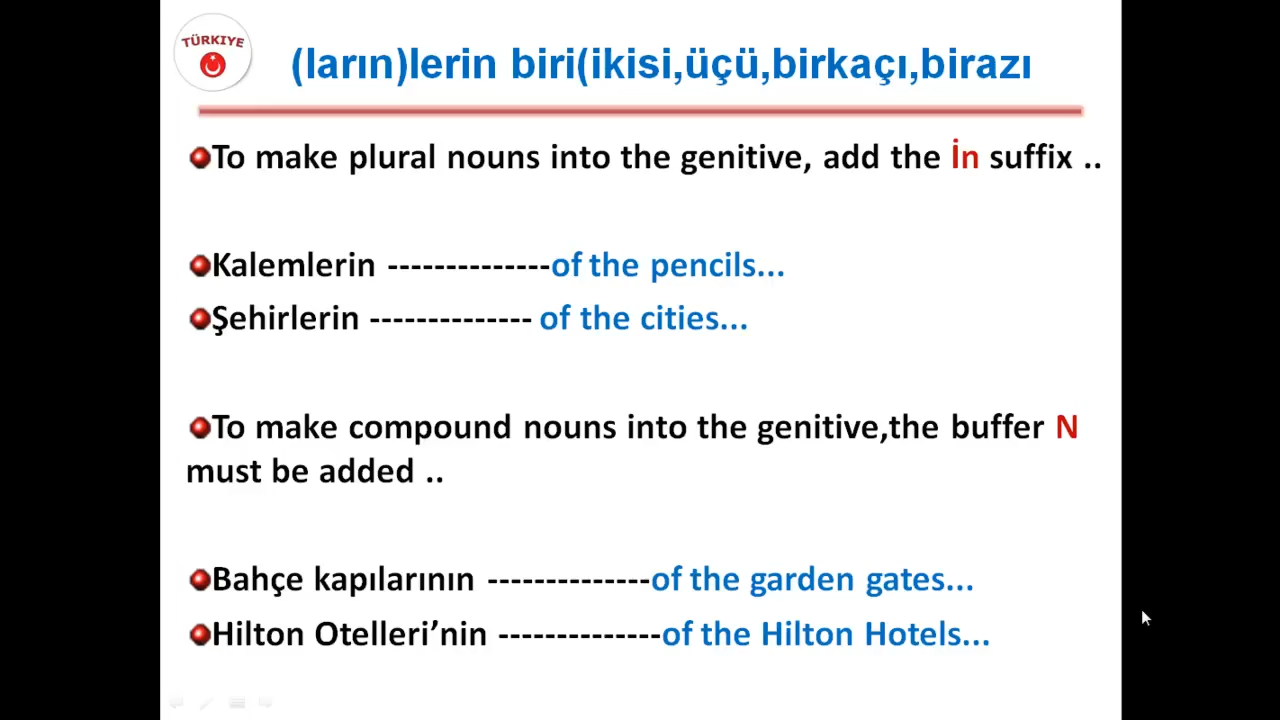 TÜRKIYE
(ların)lerin biri(ikisi,üçü,birkaçı,birazı
To make plural nouns into the genitive, add the İn suffix ..
Kalemlerin --------------of the pencils...
Şehirlerin -------------- of the cities...
To make compound nouns into the genitive,the buffer N
must be added ..
Bahçe kapılarının --------------of the garden gates...
Hilton Otelleri’nin --------------of the Hilton Hotels...